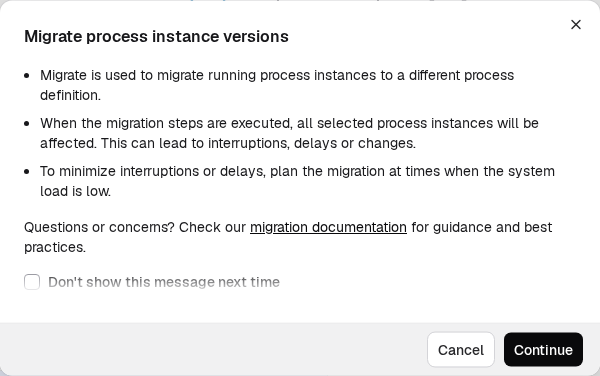 Migrate process instance versions
Migrate is used to migrate running process instances to a different process
definition.
When the migration steps are executed, all selected process instances will be
affected. This can lead to interruptions, delays or changes.
To minimize interruptions or delays, plan the migration at times when the system
load is low.
Questions or concerns? Check our migration documentation for guidance and best
practices.
Don't show this message next time
Cancel Continue